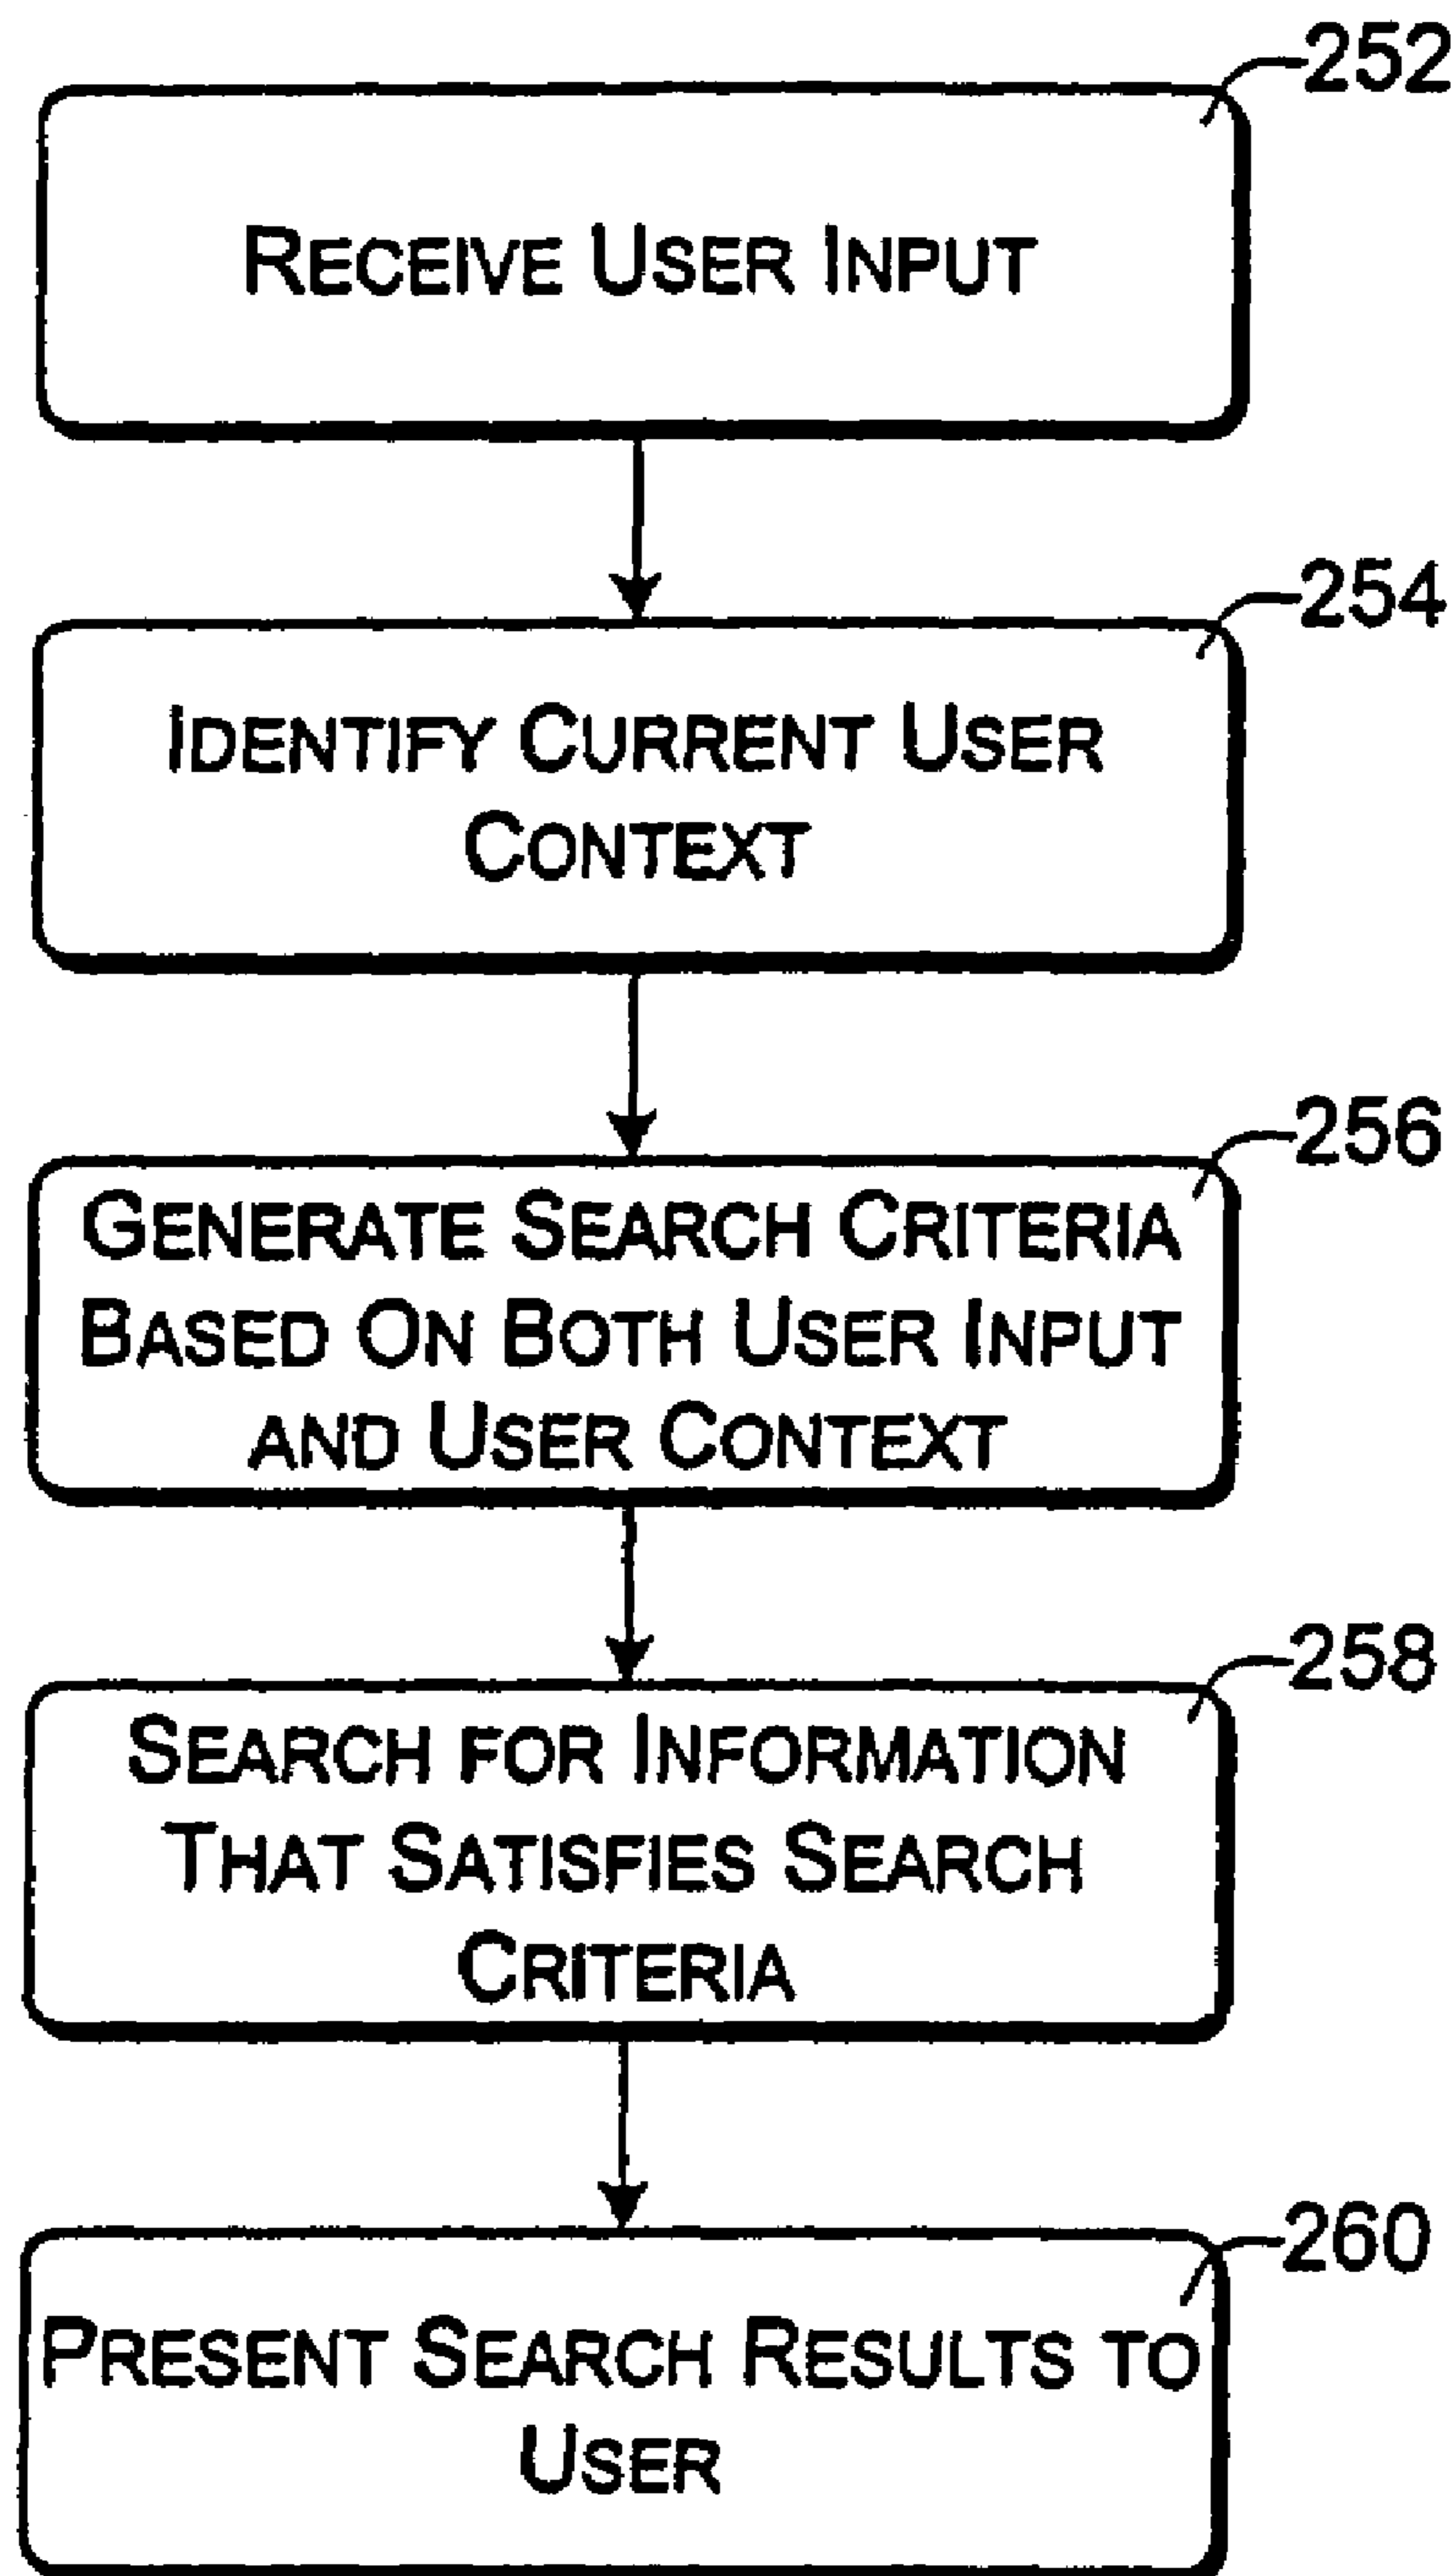 252
RECEIVE USER INPUT
254
IDENTIFY CURRENT USER
CONTEXT
256
GENERATE SEARCH CRITERIA
BASED ON BOTH USER INPUT
AND USER CONTEXT
258
SEARCH FOR INFORMATION
THAT SATISFIES SEARCH
CRITERIA
260
PRESENT SEARCH RESULTS TO
USER